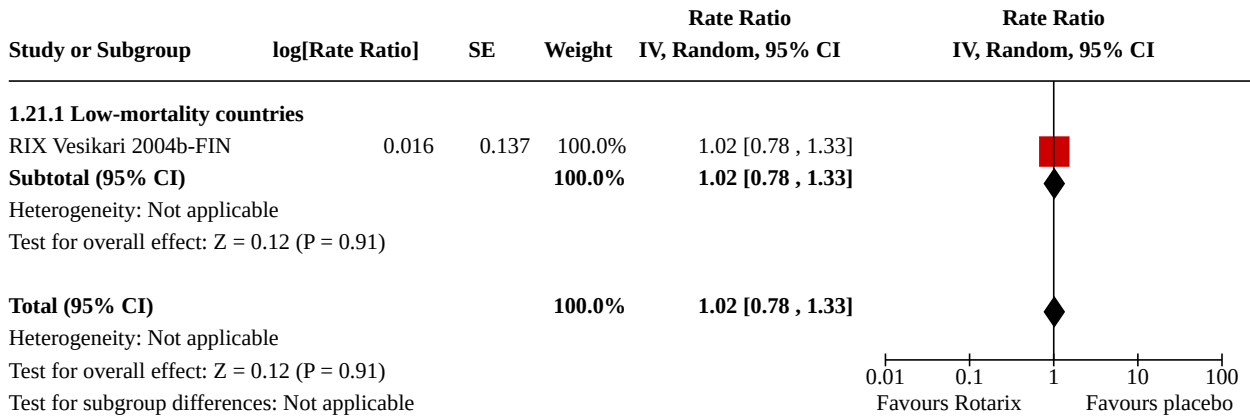 Rate Ratio Rate Ratio
Study or Subgroup log[Rate Ratio] SE Weight IV, Random, 95% CI IV, Random, 95% CI
1.21.1 Low-mortality countries
RIX Vesikari 2004b-FIN 0.016 0.137 100.0% 1.02 [0.78 , 1.33]
Subtotal (95% CI) 100.0% 1.02 [0.78 , 1.33]
Heterogeneity: Not applicable
Test for overall effect: Z = 0.12 (P = 0.91)
Total (95% CI) 100.0% 1.02 [0.78 , 1.33]
Heterogeneity: Not applicable
Test for overall effect: Z = 0.12 (P = 0.91)
Test for subgroup differences: Not applicable
0.01 0.1 1 10 100
Favours Rotarix Favours placebo